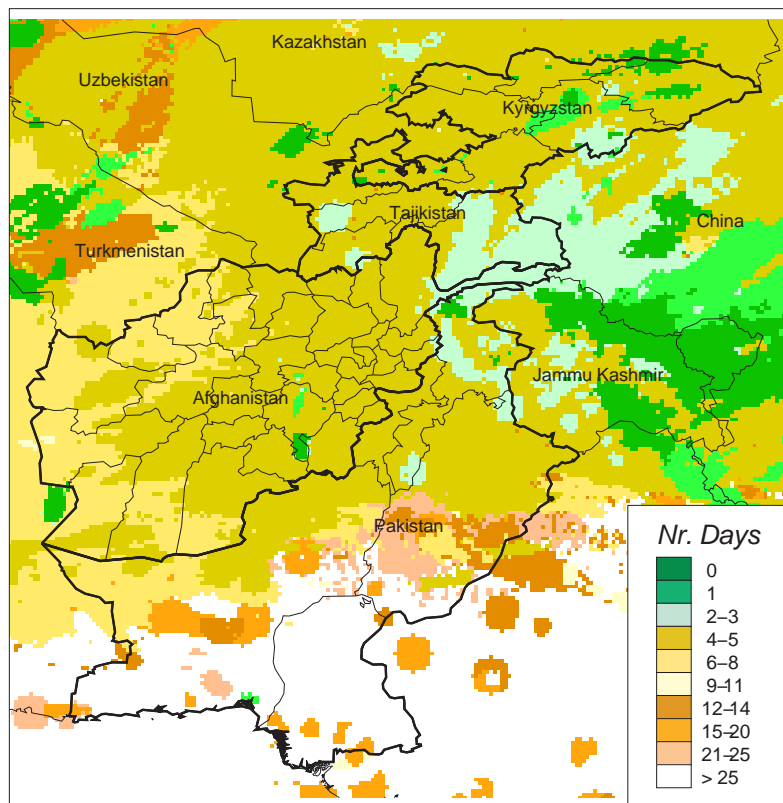 Kazakhstan
Uzbekistan
Kyrgyzstan
Tajikistan
China
Turkmenistan
Jammu Kashmir
Afghanistan
Pakistan
Nr. Days
0
1
2–3
4–5
6–8
9–11
12–14
15–20
21–25
> 25